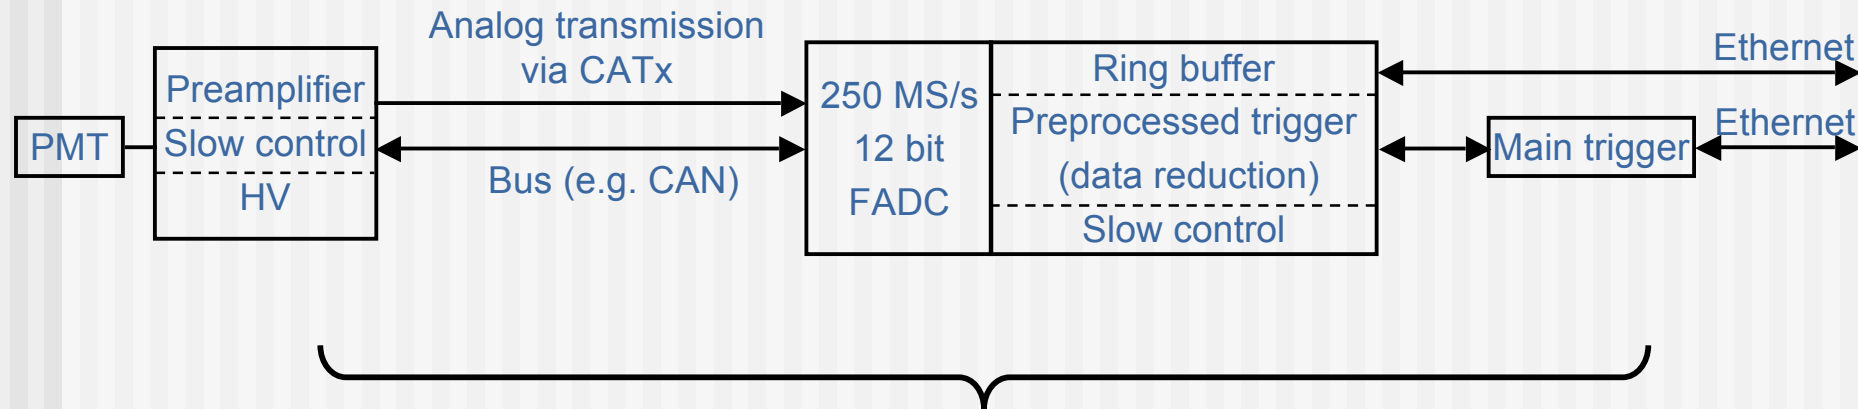 PMT
Preamplifier
Slow control
HV
Analog transmission
via CATx
Bus (e.g. CAN)
250 MS/s
12 bit
FADC
Ring buffer
Preprocessed trigger
(data reduction)
Slow control
Ethernet
Main trigger
Ethernet